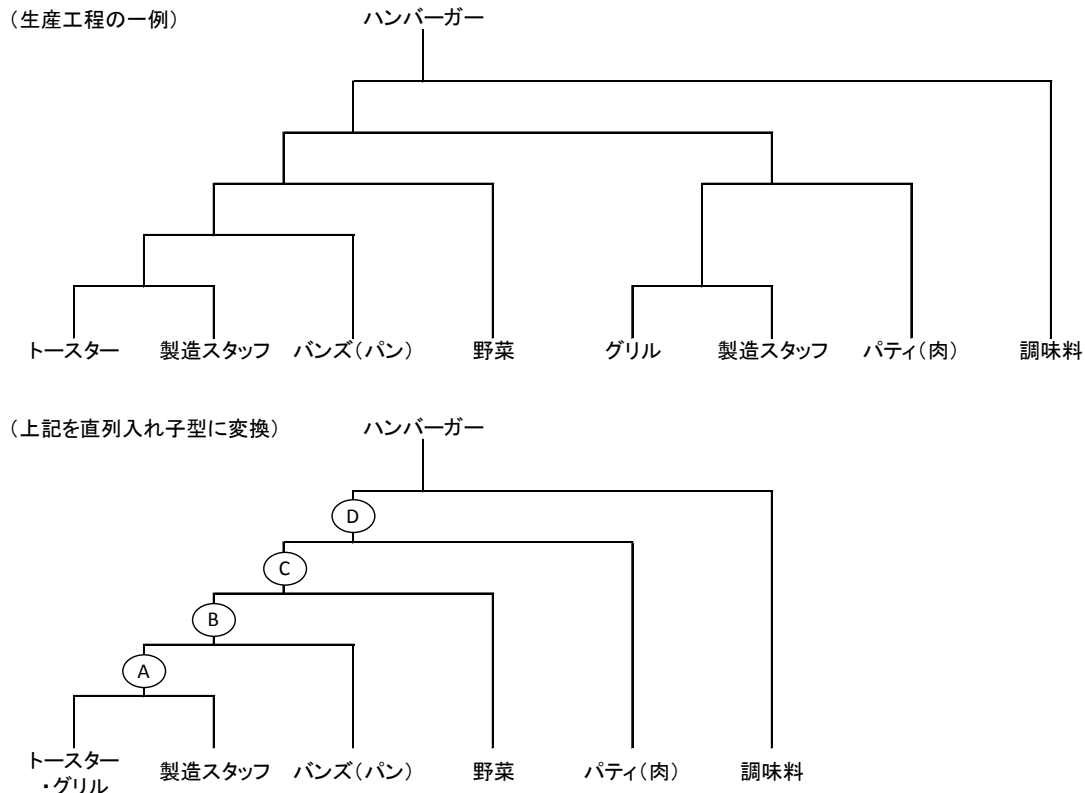 （生産工程の一例）
ハンバーガー
トースター
製造スタッフ
バンズ（パン）
野菜
グリル
製造スタッフ
パティ（肉）
調味料
（上記を直列入れ子型に変換）
ハンバーガー
D
C
B
A
トースター
・グリル
製造スタッフ
バンズ（パン）
野菜
パティ（肉）
調味料